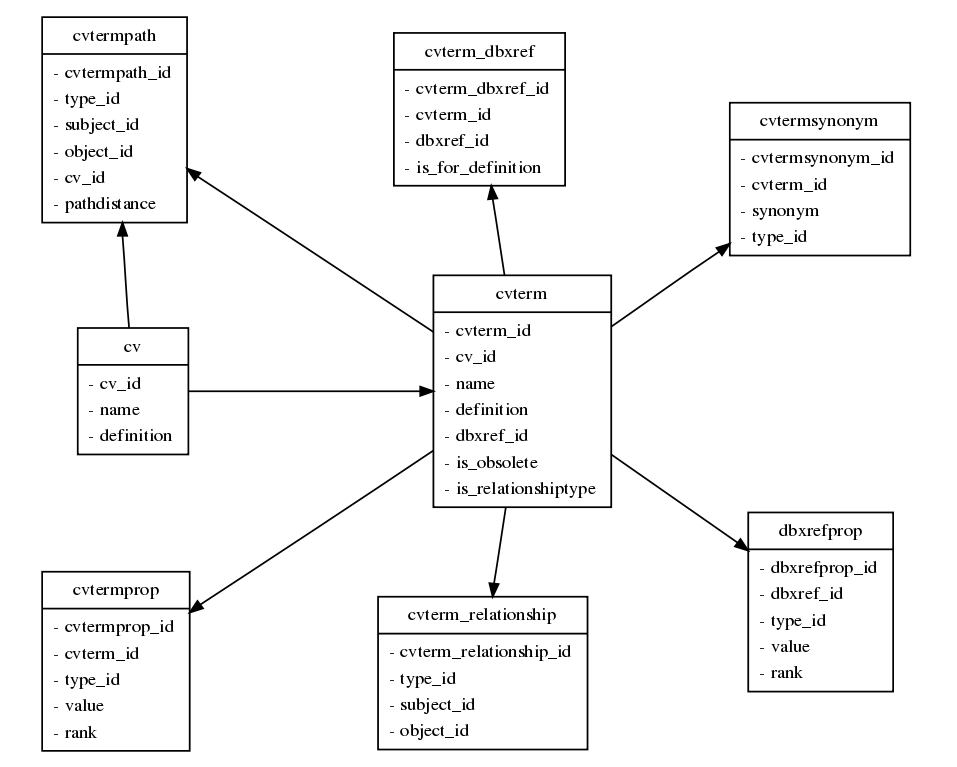 cvtermpath
- cvtermpath_id
- type_id
- subject_id
- object_id
- cv_id
- pathdistance
cvterm_dbxref
- cvterm_dbxref_id
- cvterm_id
- dbxref_id
- is_for_definition
cvtermsynonym
- cvtermsynonym_id
- cvterm_id
- synonym
- type_id
cv
- cv_id
- name
- definition
cvterm
- cvterm_id
- cv_id
- name
- definition
- dbxref_id
- is_obsolete
- is_relationshiptype
cvtermprop
- cvtermprop_id
- cvterm_id
- type_id
- value
- rank
cvterm_relationship
- cvterm_relationship_id
- type_id
- subject_id
- object_id
dbxrefprop
- dbxrefprop_id
- dbxref_id
- type_id
- value
- rank